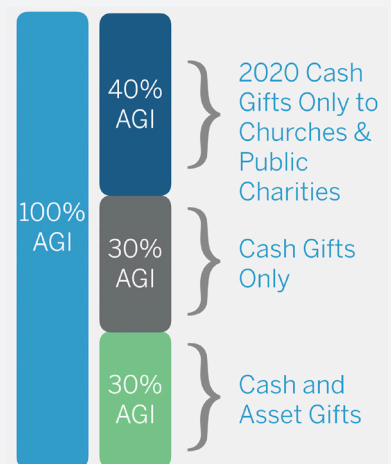 100%
AGI
40%
AGI
2020 Cash
Gifts Only to
Churches &
Public
Charities
30%
AGI
Cash Gifts
Only
30%
AGI
Cash and
Asset Gifts